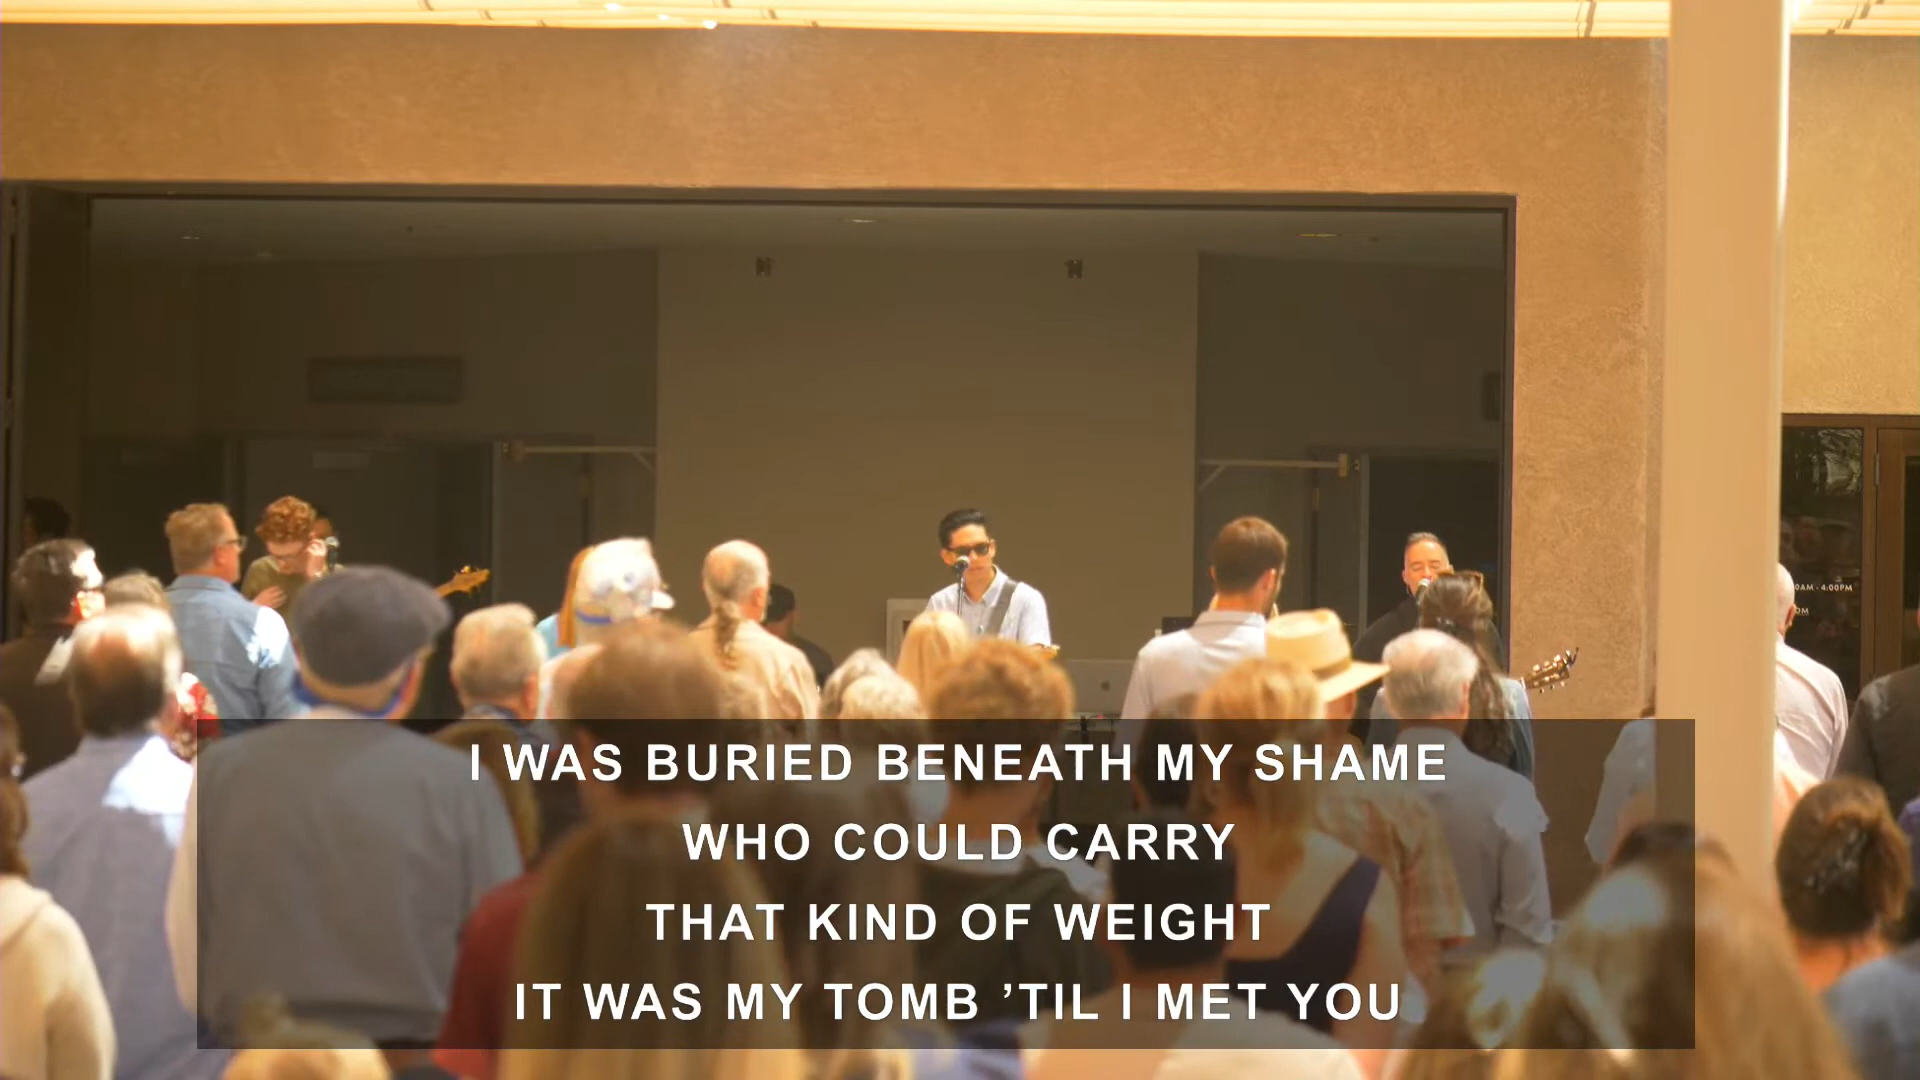 I WAS BURIED BENEATH MY SHAME
WHO COULD CARRY
THAT KIND OF WEIGHT
IT WAS MY TOMB ’TIL I MET YOU